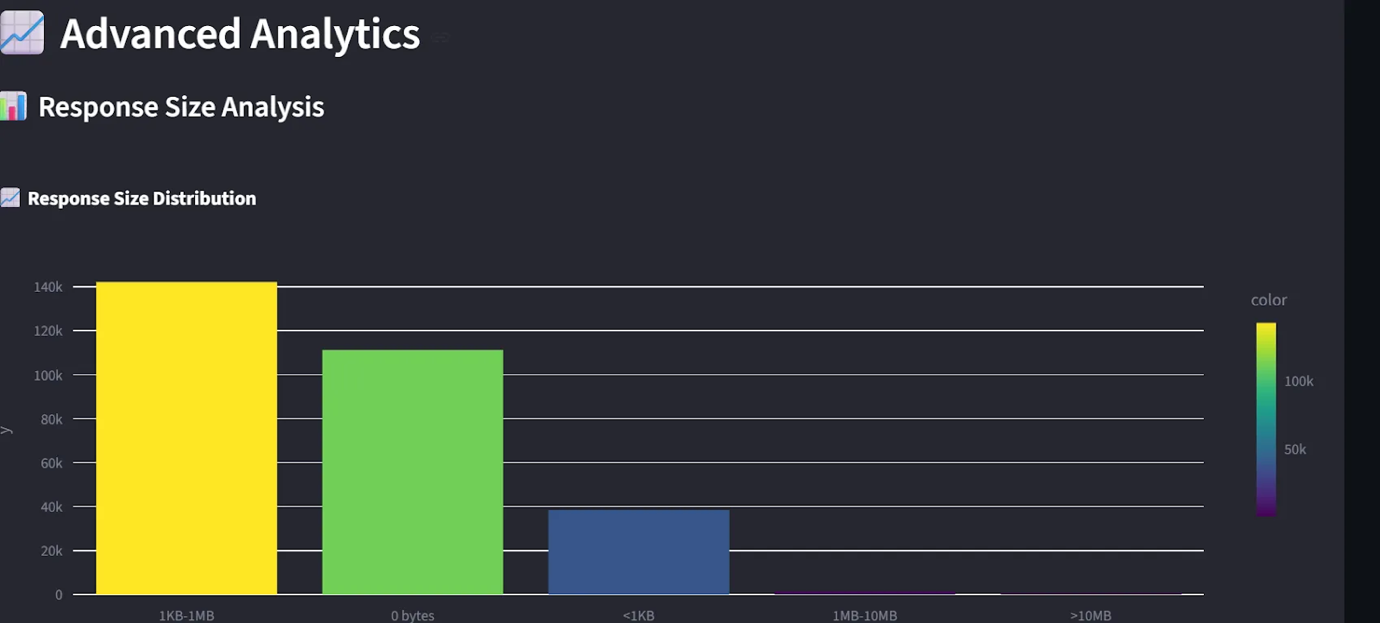 Advanced Analytics
Response Size Analysis
Response Size Distribution
140k
120k
100k
80k
60k
40k
20k
0
y
1KB-1MB
0 bytes
<1KB
1MB-10MB
>10MB
color
100k
50k